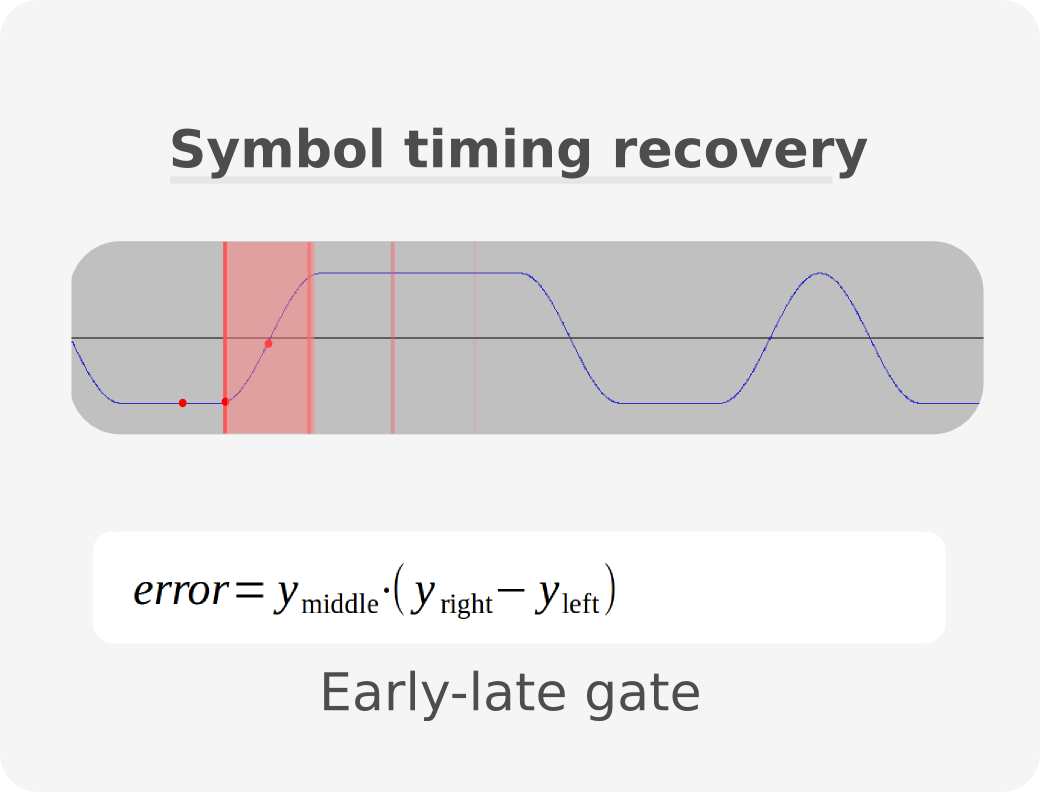 Symbol timing recovery
error = y_middle · ( y_right − y_left )
Early-late gate